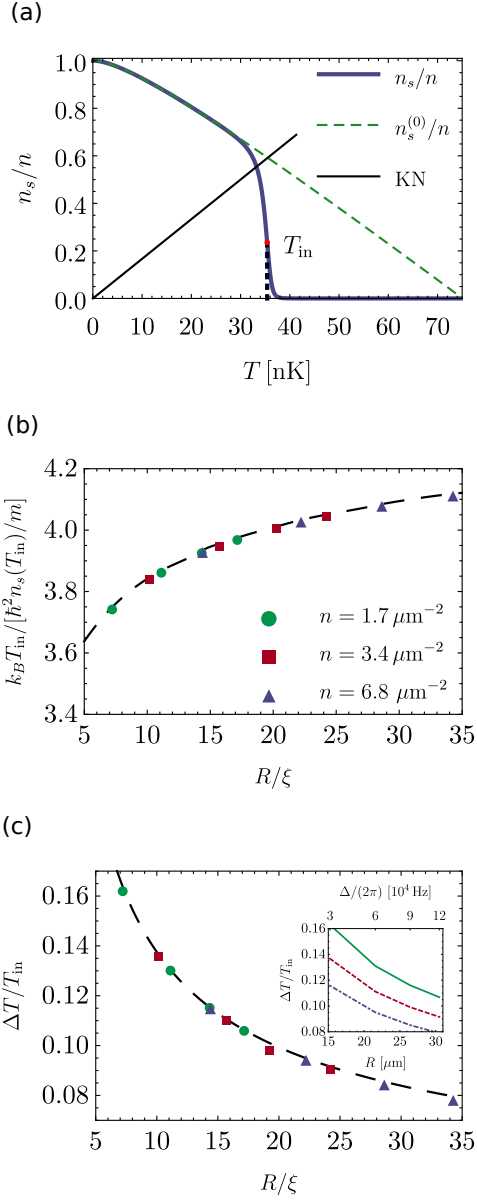 (a)
1.0
0.8
0.6
0.4
0.2
0.0
n_s/n
n_s/n
n_s^{(0)}/n
KN
T_in
0 10 20 30 40 50 60 70
T [nK]
(b)
4.2
4.0
3.8
3.6
3.4
k_B T_in/[ħ² n_s(T_in)/m]
n = 1.7 μm⁻²
n = 3.4 μm⁻²
n = 6.8 μm⁻²
5 10 15 20 25 30 35
R/ξ
(c)
0.16
0.14
0.12
0.10
0.08
ΔT/T_in
Δ/(2π) [10⁴ Hz]
3 6 9 12
0.16
0.14
0.12
0.10
0.08
ΔT/T_in
15 20 25 30
R [μm]
5 10 15 20 25 30 35
R/ξ